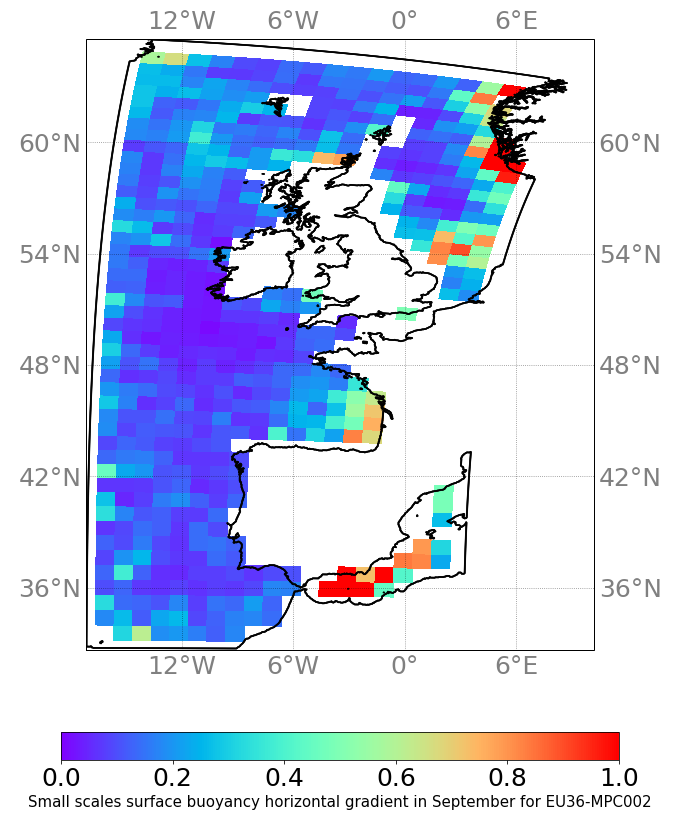 12°W 6°W 0° 6°E
60°N 60°N
54°N 54°N
48°N 48°N
42°N 42°N
36°N 36°N
12°W 6°W 0° 6°E
0.0 0.2 0.4 0.6 0.8 1.0
Small scales surface buoyancy horizontal gradient in September for EU36-MPC002